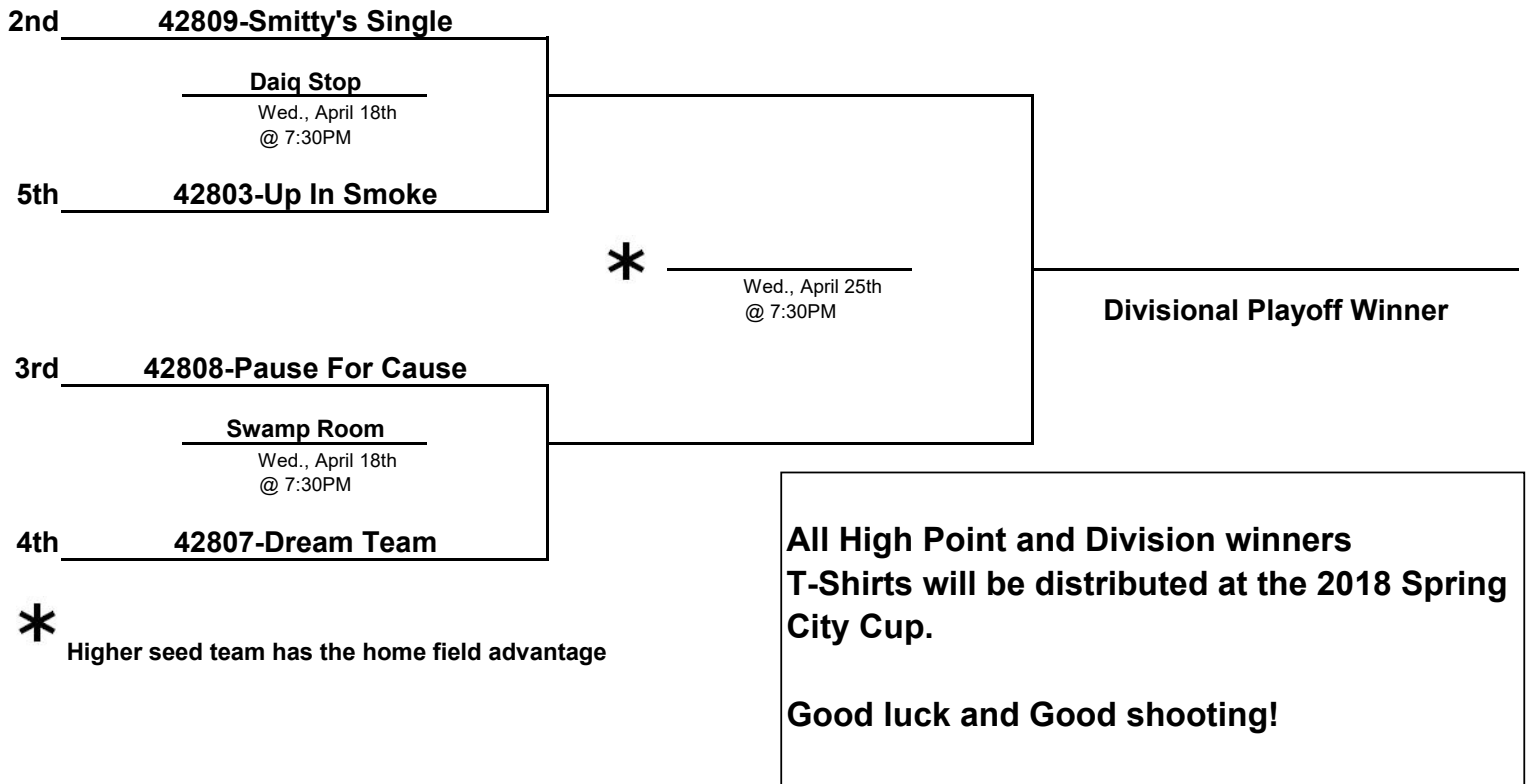 2nd 42809-Smitty's Single
Daiq Stop
Wed., April 18th
@ 7:30PM
5th 42803-Up In Smoke
*
Wed., April 25th
@ 7:30PM
Divisional Playoff Winner
3rd 42808-Pause For Cause
Swamp Room
Wed., April 18th
@ 7:30PM
4th 42807-Dream Team
*
Higher seed team has the home field advantage
All High Point and Division winners
T-Shirts will be distributed at the 2018 Spring
City Cup.
Good luck and Good shooting!